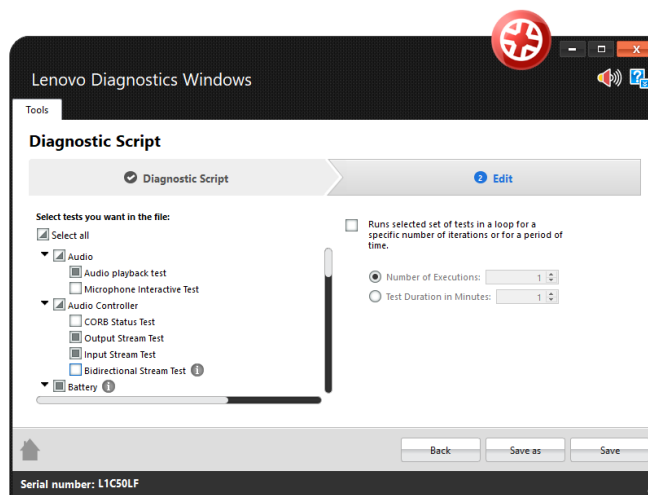 Lenovo Diagnostics Windows
Tools
Diagnostic Script
Diagnostic Script
2 Edit
Select tests you want in the file:
Select all
Audio
Audio playback test
Microphone Interactive Test
Audio Controller
CORB Status Test
Output Stream Test
Input Stream Test
Bidirectional Stream Test
Battery
Runs selected set of tests in a loop for a
specific number of iterations or for a period of
time.
Number of Executions: 1
Test Duration in Minutes: 1
Back Save as Save
Serial number: L1C50LF